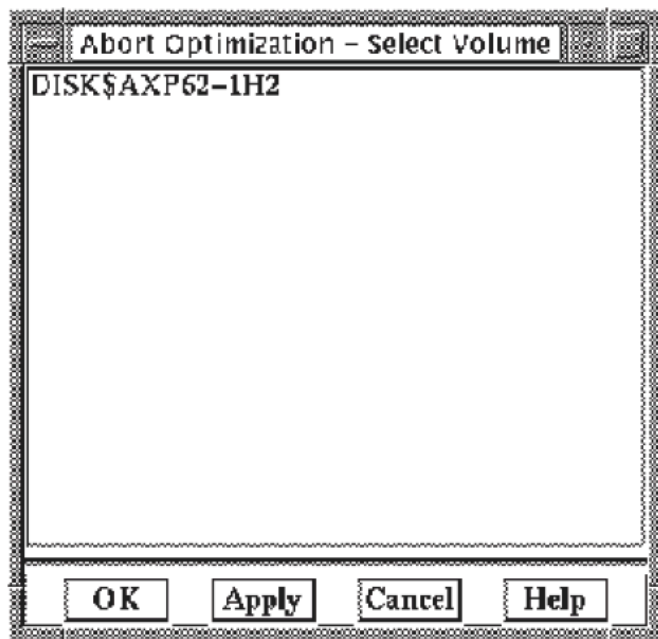 Abort Optimization – Select Volume
DISK$AXP62–1H2
OK Apply Cancel Help